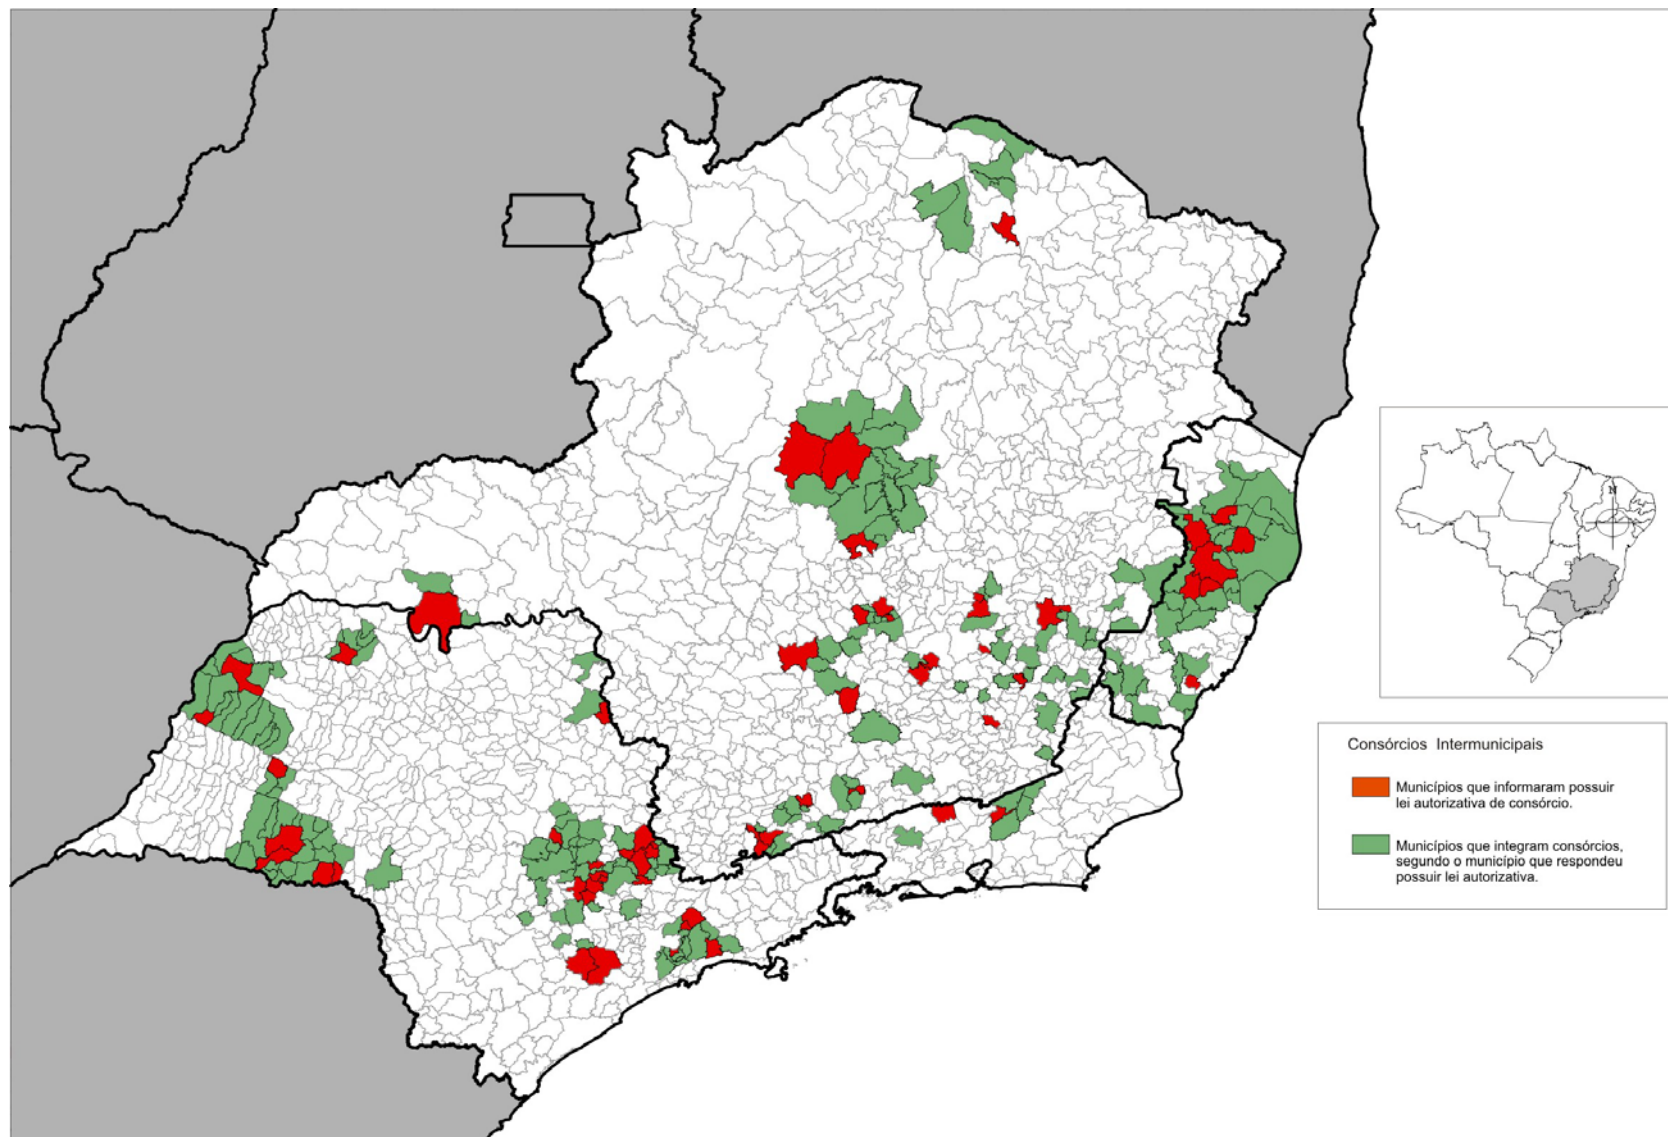 N
Consórcios Intermunicipais
Municípios que informaram possuir
lei autorizativa de consórcio.
Municípios que integram consórcios,
segundo o município que respondeu
possuir lei autorizativa.